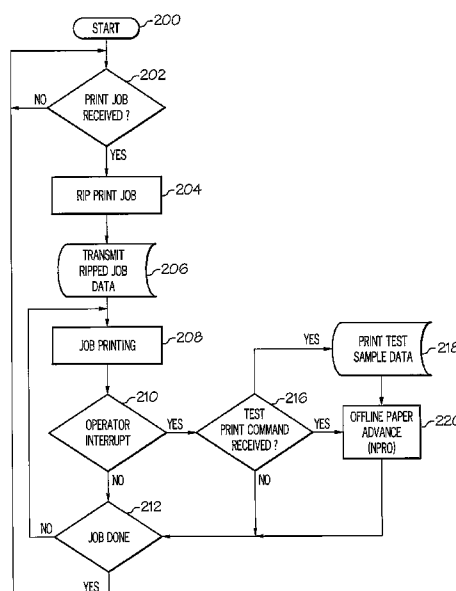 START
200
202
NO
PRINT JOB
RECEIVED ?
YES
RIP PRINT JOB
204
TRANSMIT
RIPPED JOB
DATA
206
JOB PRINTING
208
YES
PRINT TEST
SAMPLE DATA
218
210
216
OPERATOR
INTERRUPT
YES
TEST
PRINT COMMAND
RECEIVED ?
YES
OFFLINE PAPER
ADVANCE
(NPRO)
220
NO
NO
212
NO
JOB DONE
YES